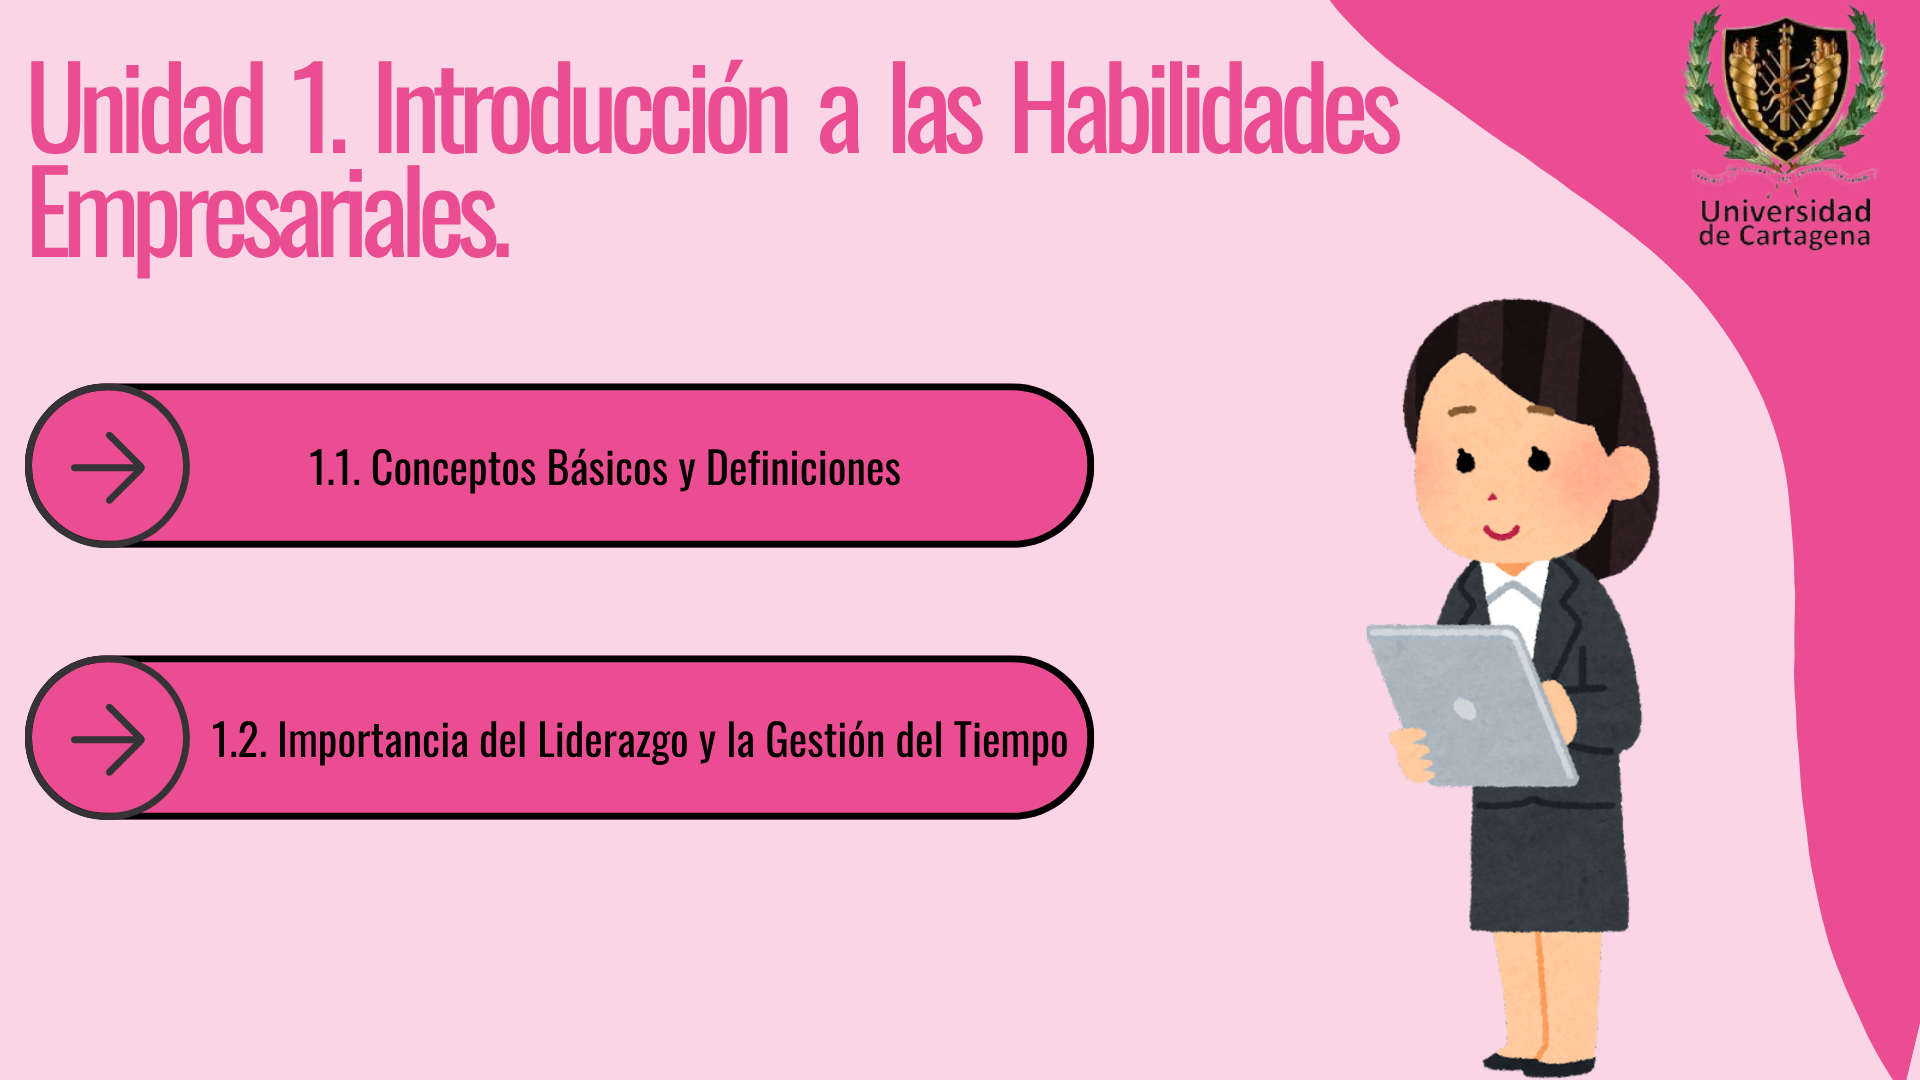 Unidad 1. Introducción a las Habilidades
Empresariales.
Universidad
de Cartagena
1.1. Conceptos Básicos y Definiciones
1.2. Importancia del Liderazgo y la Gestión del Tiempo